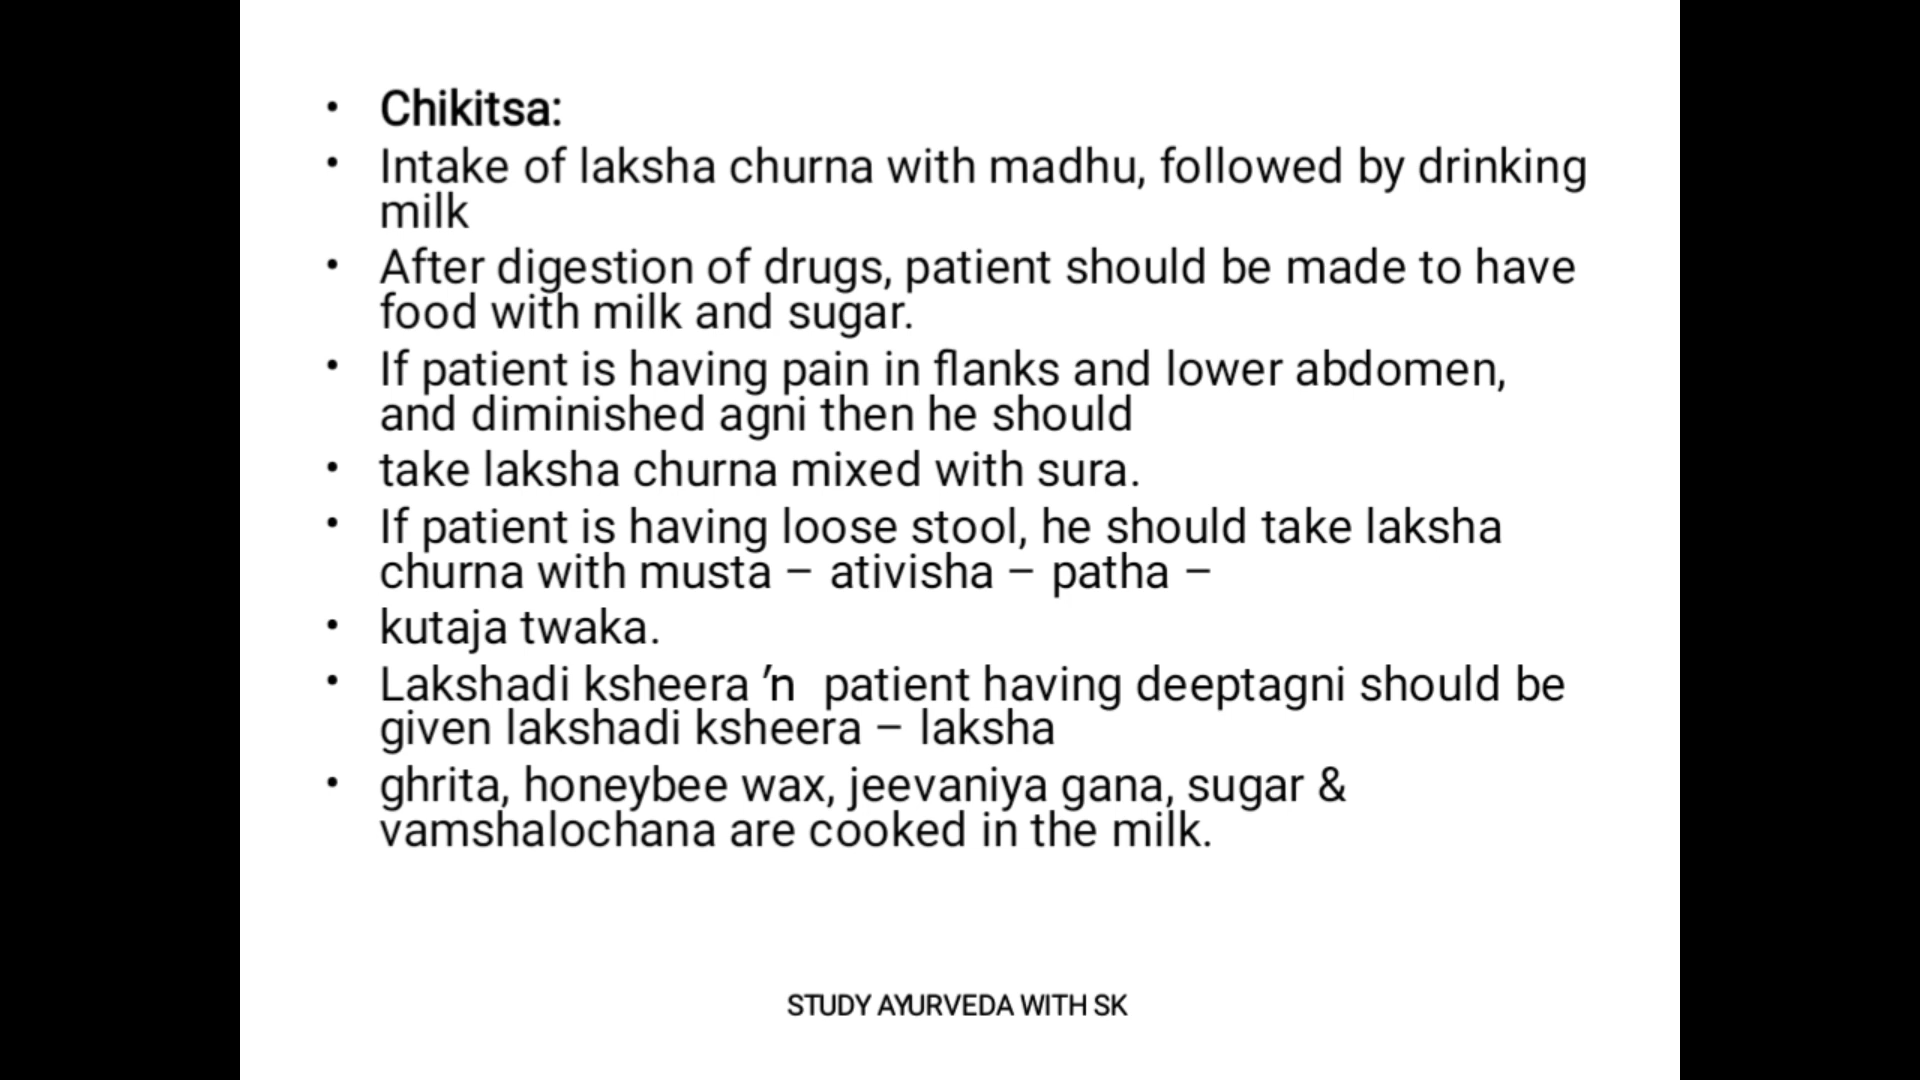 • Chikitsa:
• Intake of laksha churna with madhu, followed by drinking
milk
• After digestion of drugs, patient should be made to have
food with milk and sugar.
• If patient is having pain in flanks and lower abdomen,
and diminished agni then he should
• take laksha churna mixed with sura.
• If patient is having loose stool, he should take laksha
churna with musta – ativisha – patha –
• kutaja twaka.
• Lakshadi ksheera ’n  patient having deeptagni should be
given lakshadi ksheera – laksha
• ghrita, honeybee wax, jeevaniya gana, sugar &
vamshalochana are cooked in the milk.
STUDY AYURVEDA WITH SK